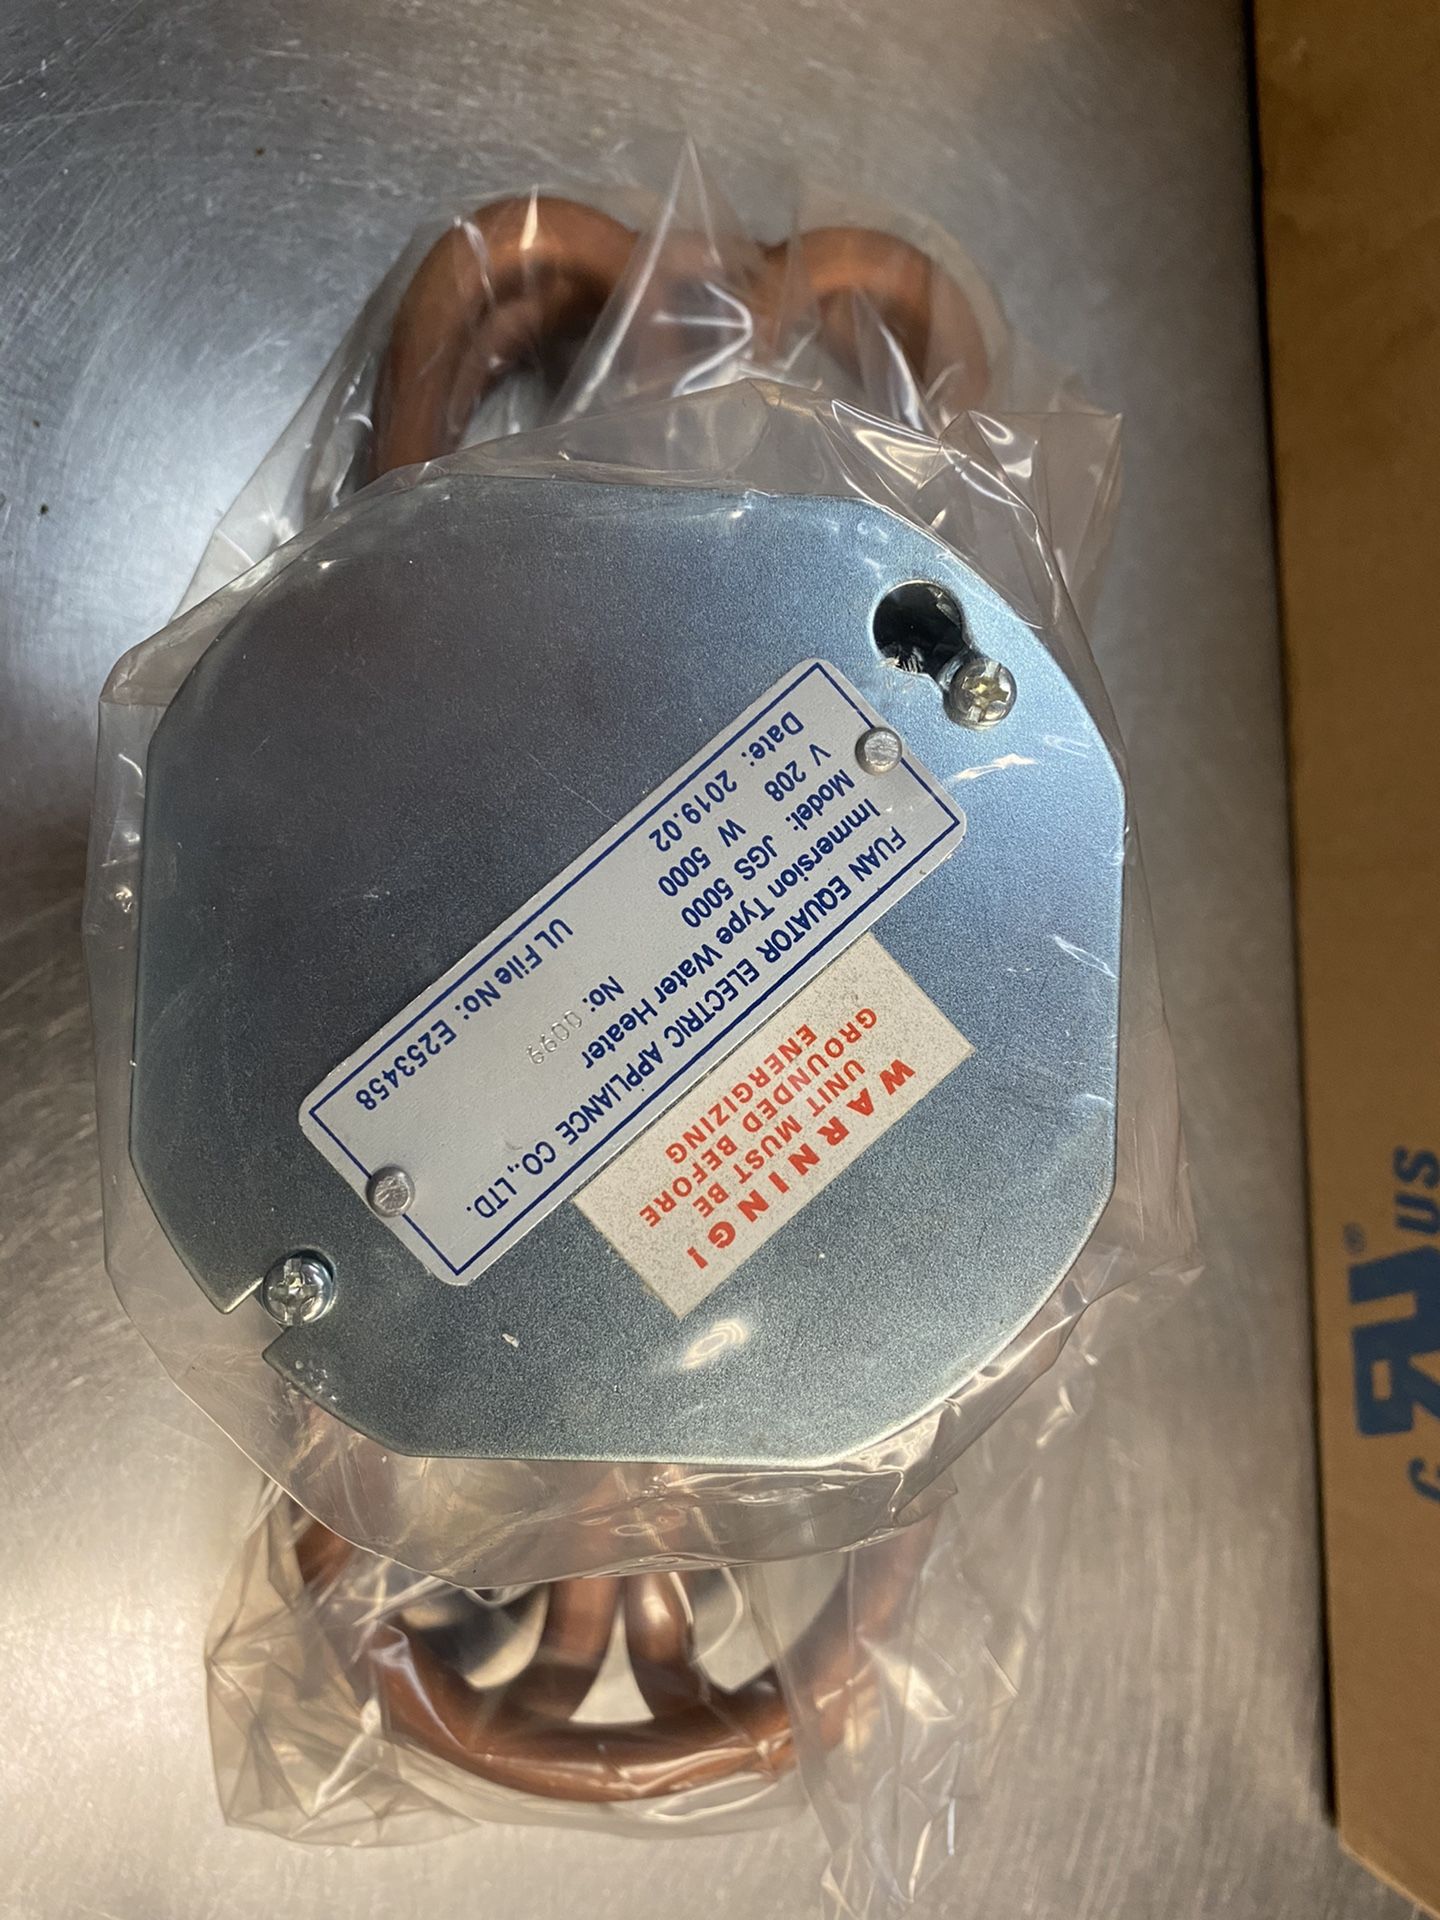 FUAN EQUATOR ELECTRIC APPLIANCE CO., LTD.
Immersion Type Water Heater
Model: JGS 5000 No: 0099
V 208 W 5000
Date: 2019.02 UL File No: E253458
WARNING!
UNIT MUST BE
GROUNDED BEFORE
ENERGIZING
c RU® US